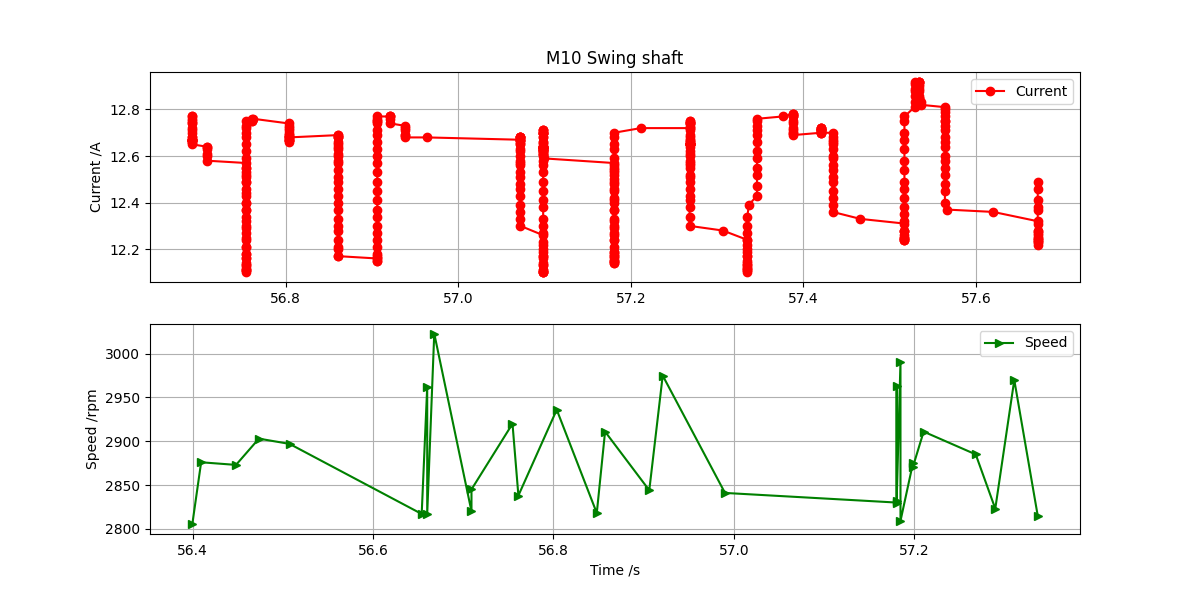 M10 Swing shaft
Current /A
12.8
12.6
12.4
12.2
Current
56.8 57.0 57.2 57.4 57.6
Speed /rpm
3000
2950
2900
2850
2800
Speed
56.4 56.6 56.8 57.0 57.2
Time /s